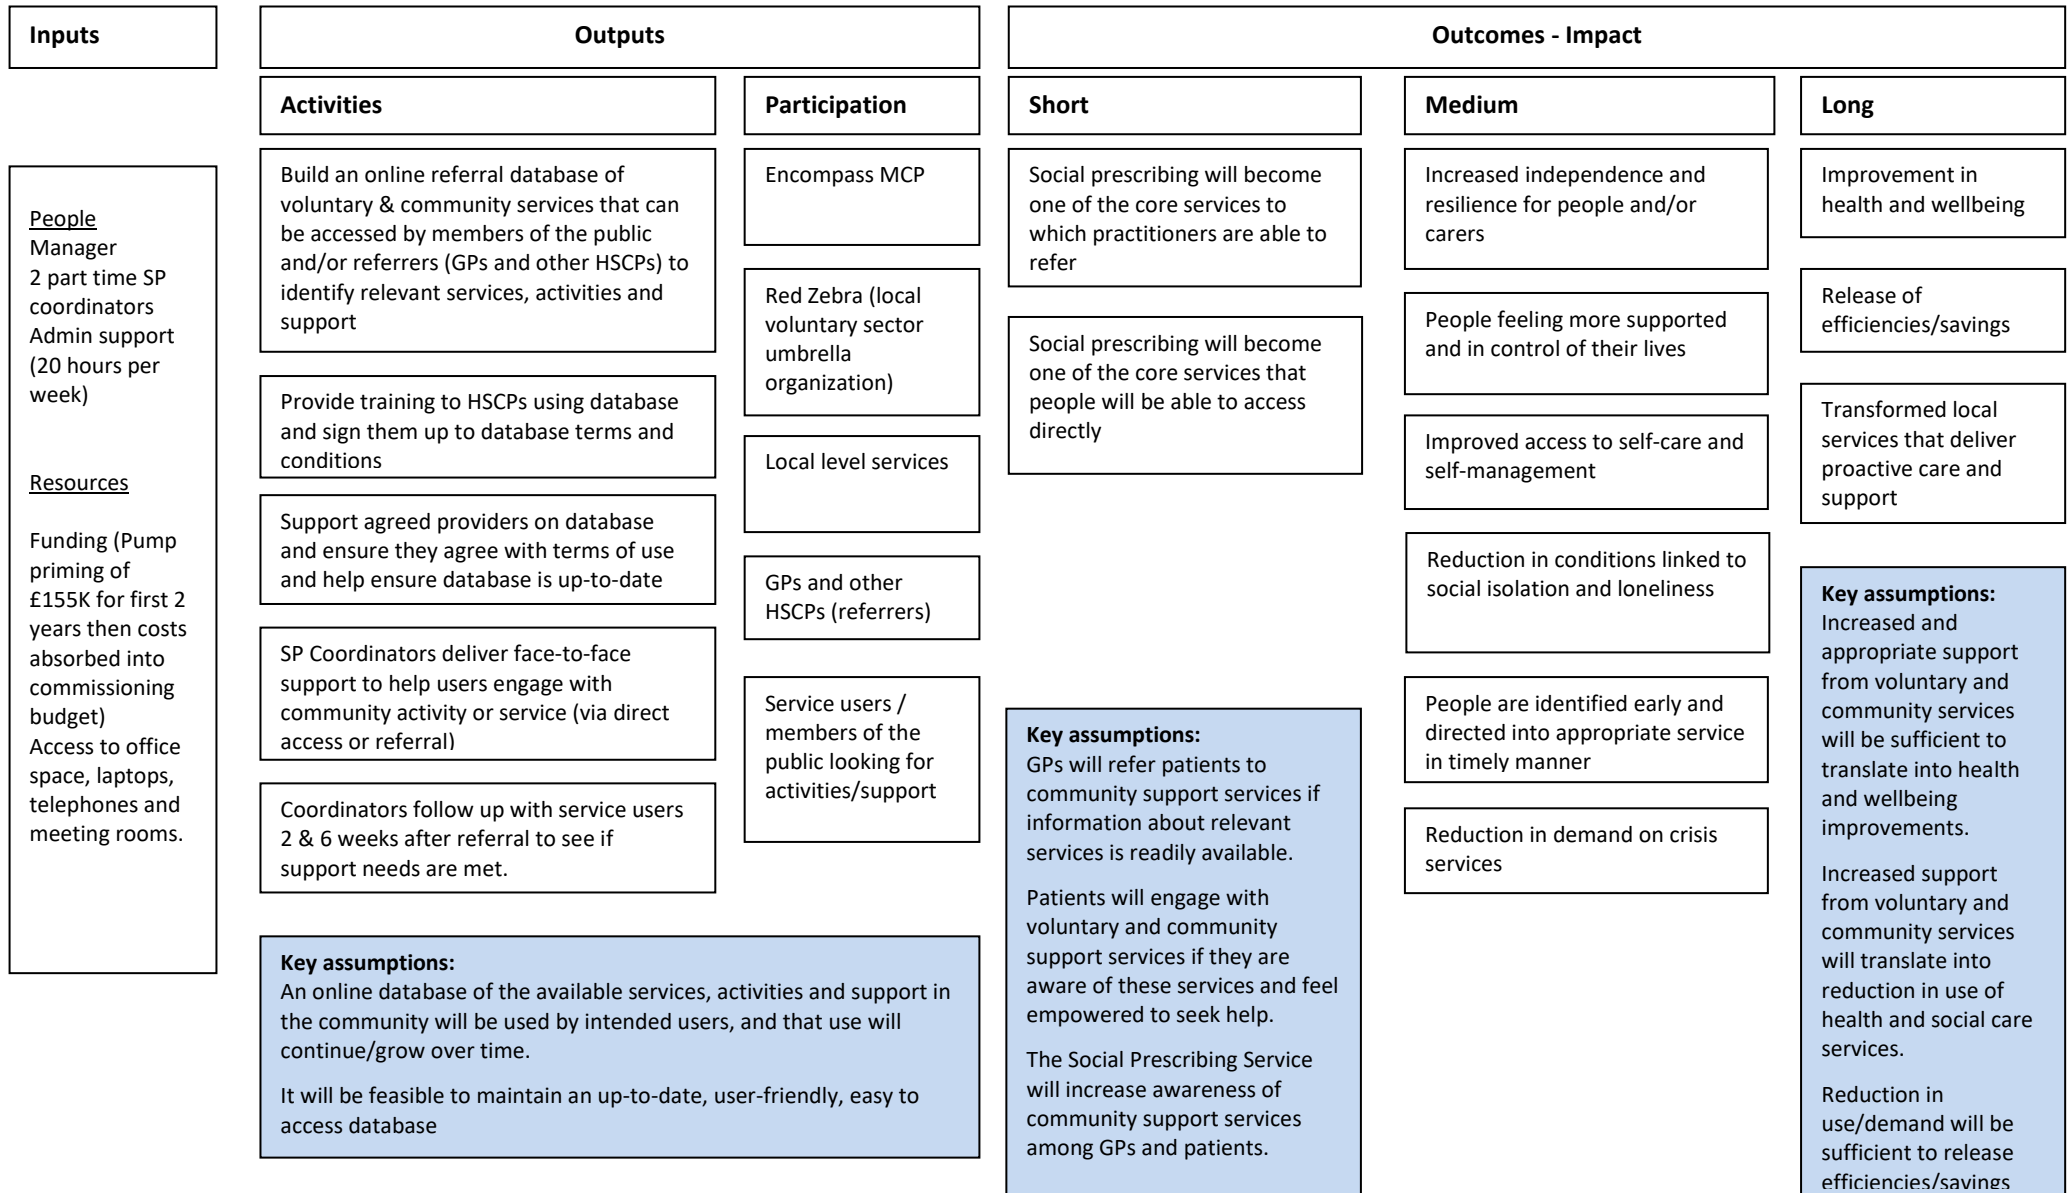 Inputs
Outputs
Outcomes - Impact
Activities
Participation
Short
Medium
Long
People
Manager
2 part time SP
coordinators
Admin support
(20 hours per
week)
Resources
Funding (Pump
priming of
£155K for first 2
years then costs
absorbed into
commissioning
budget)
Access to office
space, laptops,
telephones and
meeting rooms.
Build an online referral database of
voluntary & community services that can
be accessed by members of the public
and/or referrers (GPs and other HSCPs) to
identify relevant services, activities and
support
Provide training to HSCPs using database
and sign them up to database terms and
conditions
Support agreed providers on database
and ensure they agree with terms of use
and help ensure database is up-to-date
SP Coordinators deliver face-to-face
support to help users engage with
community activity or service (via direct
access or referral)
Coordinators follow up with service users
2 & 6 weeks after referral to see if
support needs are met.
Encompass MCP
Red Zebra (local
voluntary sector
umbrella
organization)
Local level services
GPs and other
HSCPs (referrers)
Service users /
members of the
public looking for
activities/support
Key assumptions:
An online database of the available services, activities and support in
the community will be used by intended users, and that use will
continue/grow over time.
It will be feasible to maintain an up-to-date, user-friendly, easy to
access database
Social prescribing will become
one of the core services to
which practitioners are able to
refer
Social prescribing will become
one of the core services that
people will be able to access
directly
Key assumptions:
GPs will refer patients to
community support services if
information about relevant
services is readily available.
Patients will engage with
voluntary and community
support services if they are
aware of these services and feel
empowered to seek help.
The Social Prescribing Service
will increase awareness of
community support services
among GPs and patients.
Increased independence and
resilience for people and/or
carers
People feeling more supported
and in control of their lives
Improved access to self-care and
self-management
Reduction in conditions linked to
social isolation and loneliness
People are identified early and
directed into appropriate service
in timely manner
Reduction in demand on crisis
services
Improvement in
health and wellbeing
Release of
efficiencies/savings
Transformed local
services that deliver
proactive care and
support
Key assumptions:
Increased and
appropriate support
from voluntary and
community services
will be sufficient to
translate into health
and wellbeing
improvements.
Increased support
from voluntary and
community services
will translate into
reduction in use of
health and social care
services.
Reduction in
use/demand will be
sufficient to release
efficiencies/savings